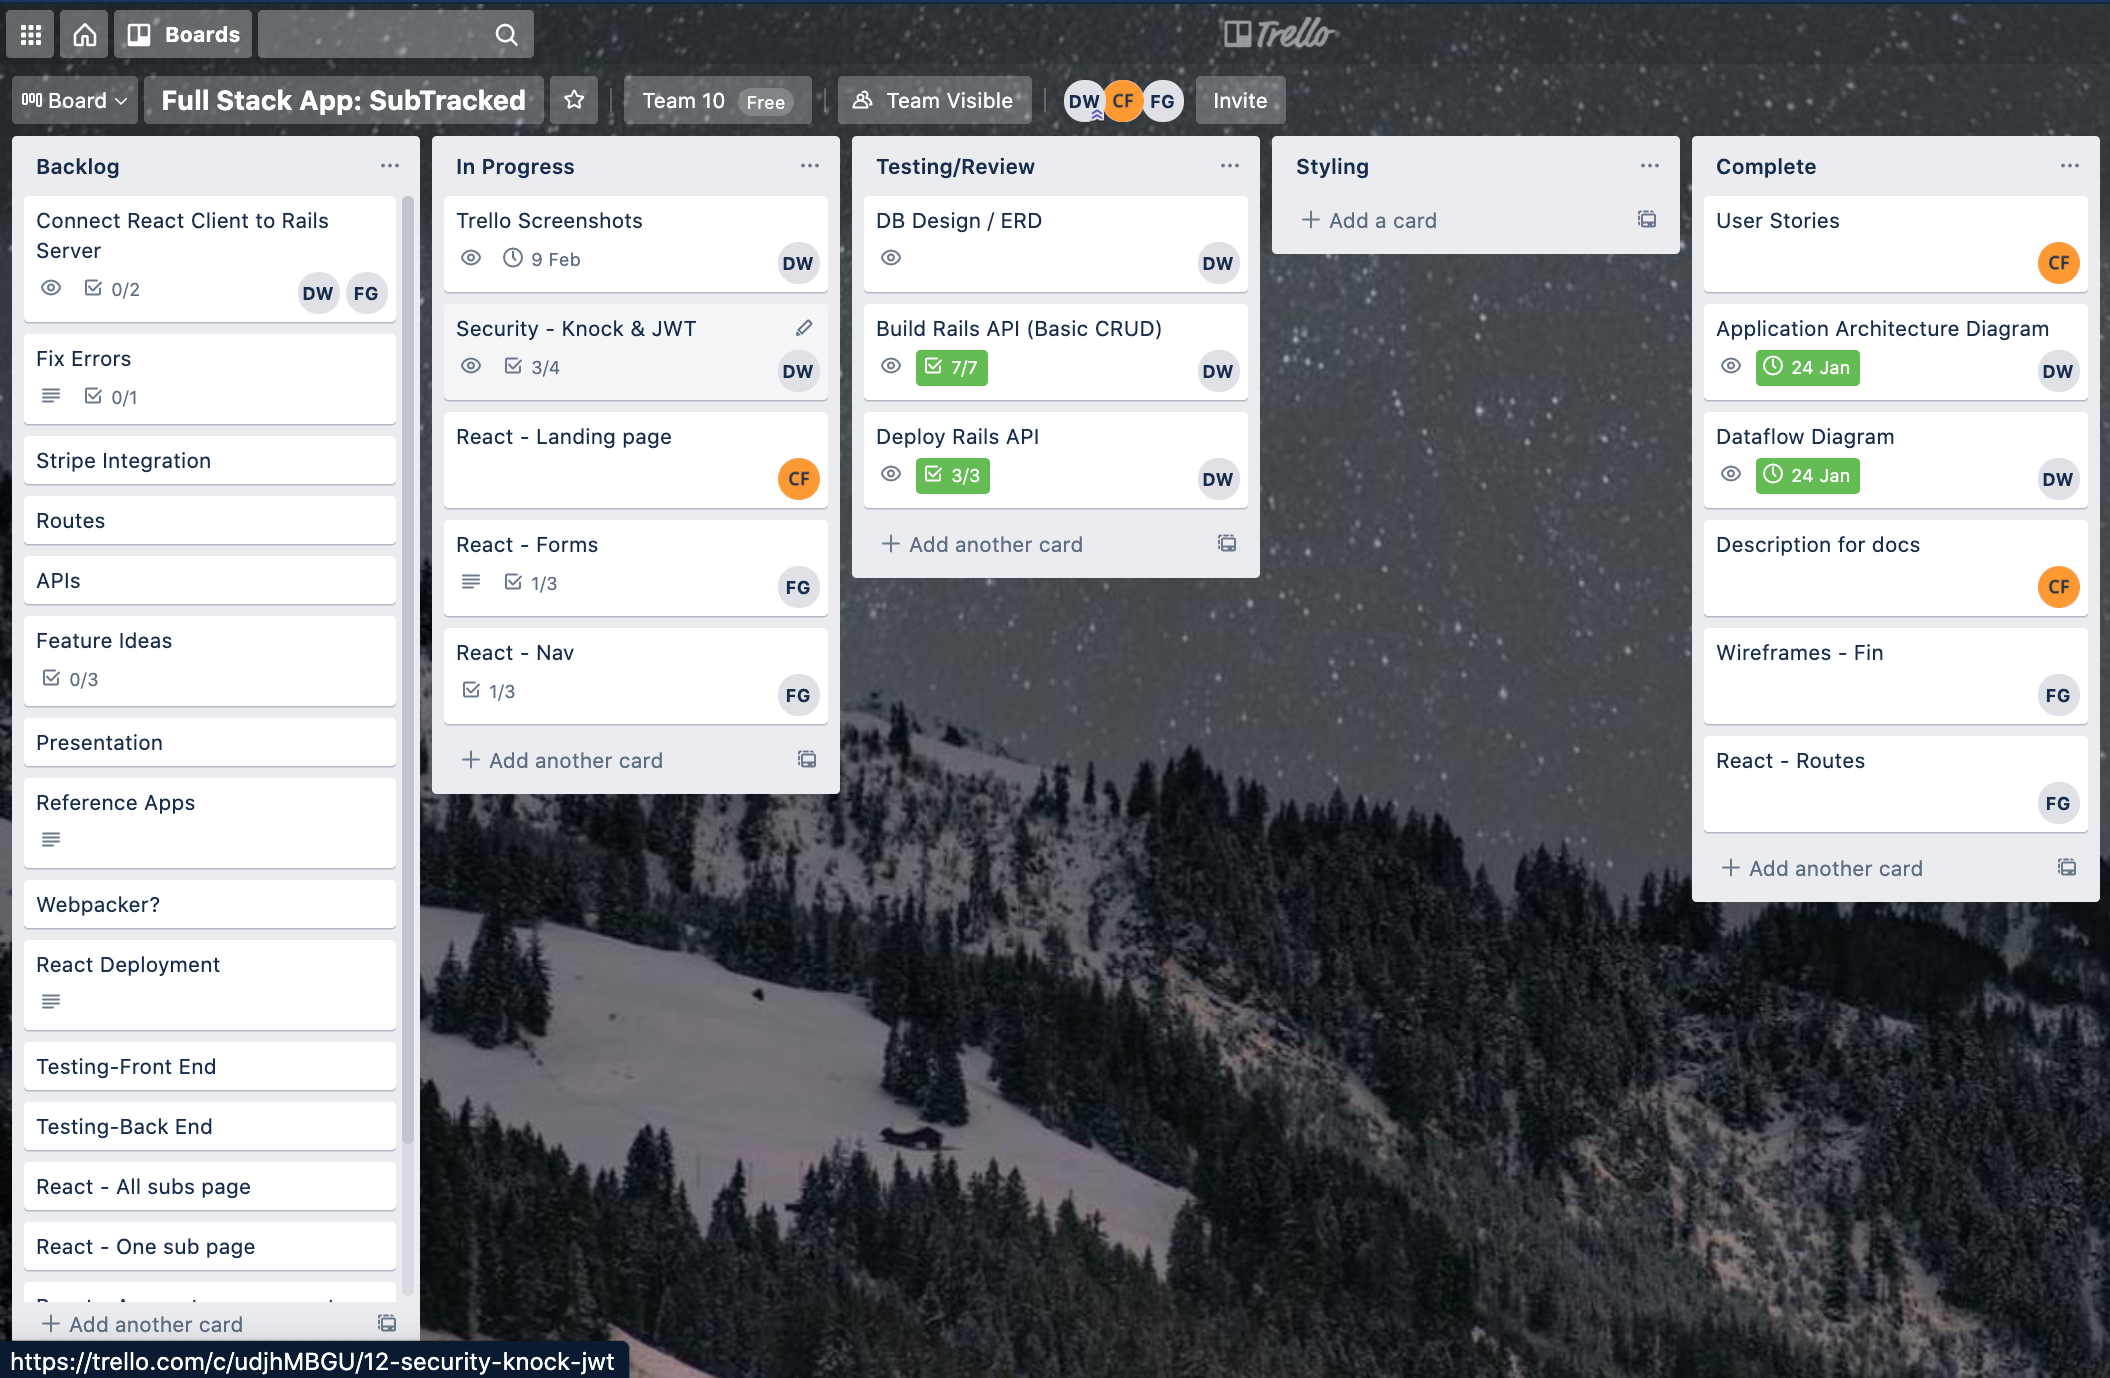 Boards
Trello
Board
Full Stack App: SubTracked
Team 10 Free
Team Visible
DW CF FG
Invite
Backlog
Connect React Client to Rails
Server
0/2
DW FG
Fix Errors
0/1
Stripe Integration
Routes
APIs
Feature Ideas
0/3
Presentation
Reference Apps
Webpacker?
React Deployment
Testing-Front End
Testing-Back End
React - All subs page
React - One sub page
+ Add another card
In Progress
Trello Screenshots
9 Feb
DW
Security - Knock & JWT
3/4
DW
React - Landing page
CF
React - Forms
1/3
FG
React - Nav
1/3
FG
+ Add another card
Testing/Review
DB Design / ERD
DW
Build Rails API (Basic CRUD)
7/7
DW
Deploy Rails API
3/3
DW
+ Add another card
Styling
+ Add a card
Complete
User Stories
CF
Application Architecture Diagram
24 Jan
DW
Dataflow Diagram
24 Jan
DW
Description for docs
CF
Wireframes - Fin
FG
React - Routes
FG
+ Add another card
https://trello.com/c/udjhMBGU/12-security-knock-jwt